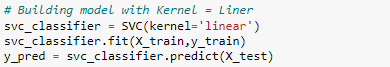 # Building model with Kernel = Liner
svc_classifier = SVC(kernel='linear')
svc_classifier.fit(X_train,y_train)
y_pred = svc_classifier.predict(X_test)